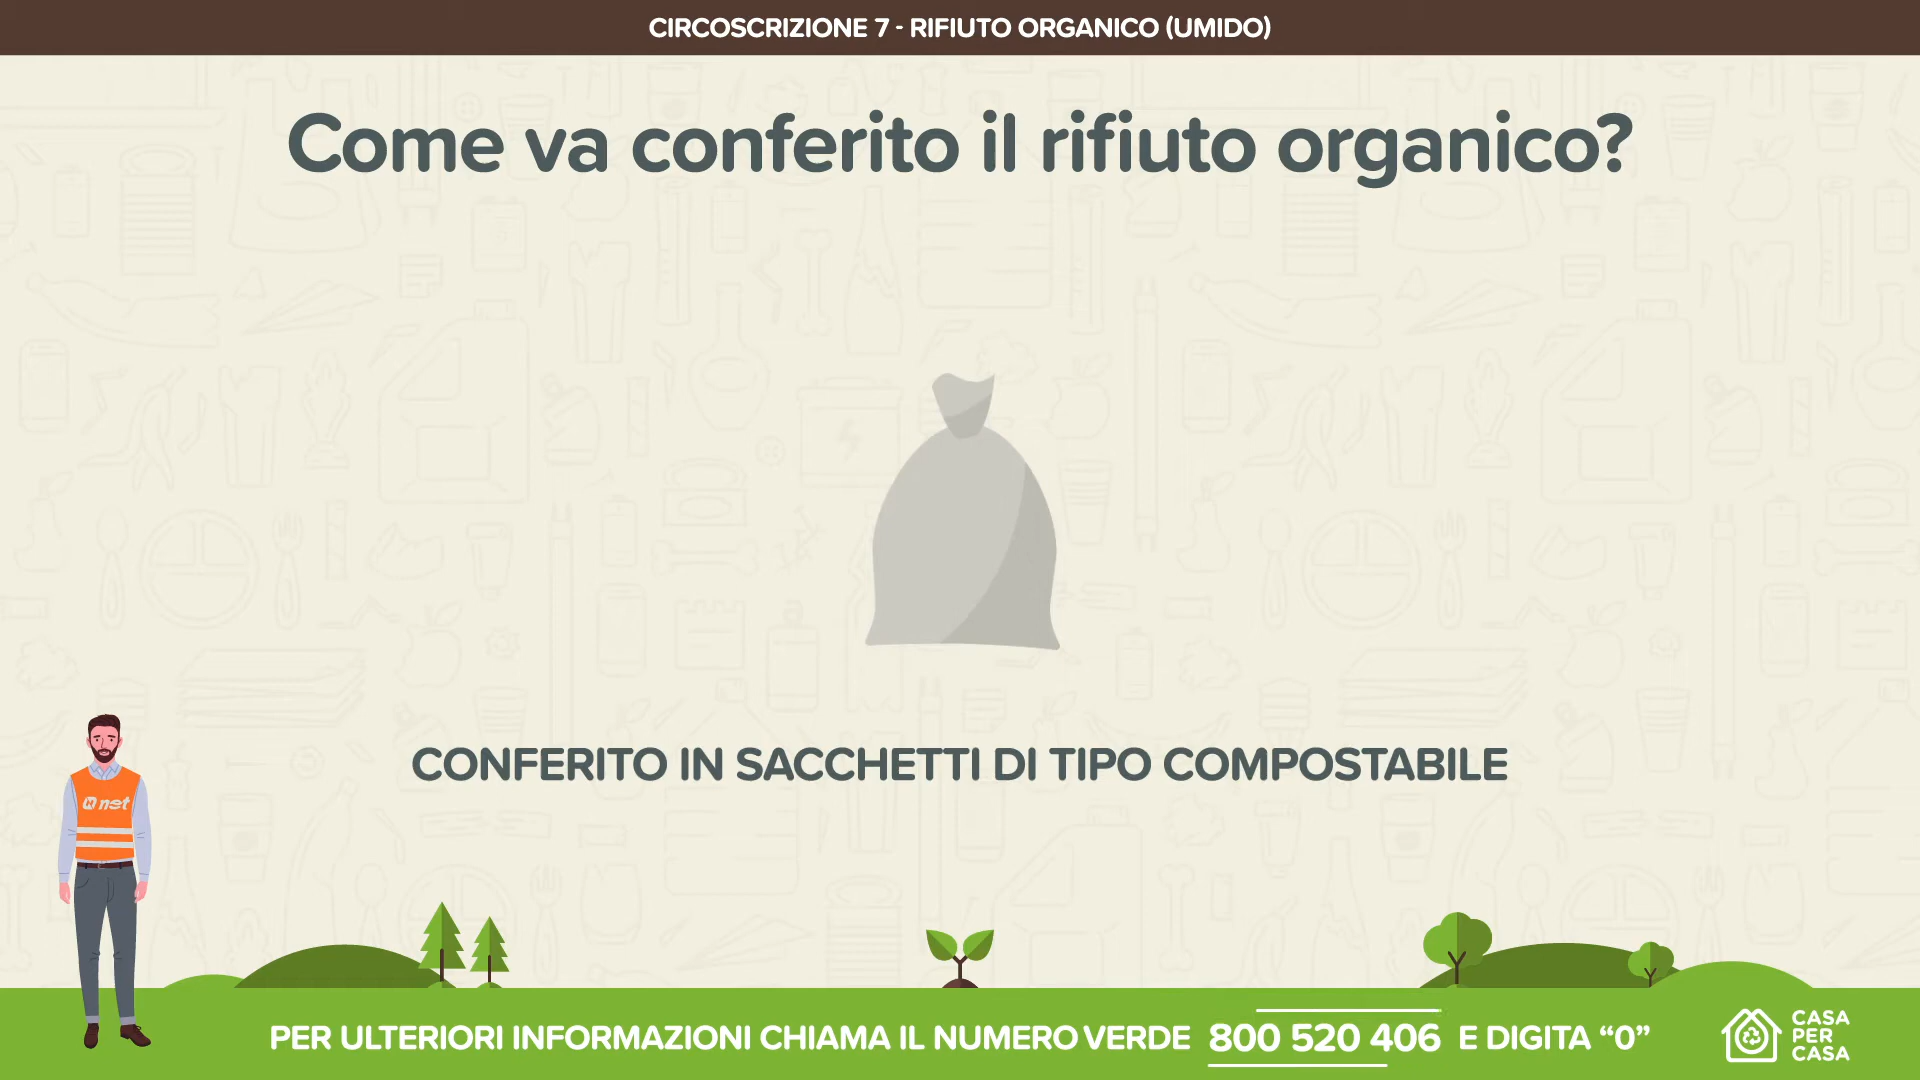 CIRCOSCRIZIONE 7 - RIFIUTO ORGANICO (UMIDO)
Come va conferito il rifiuto organico?
CONFERITO IN SACCHETTI DI TIPO COMPOSTABILE
net
PER ULTERIORI INFORMAZIONI CHIAMA IL NUMERO VERDE 800 520 406 E DIGITA “0”
CASA
PER
CASA